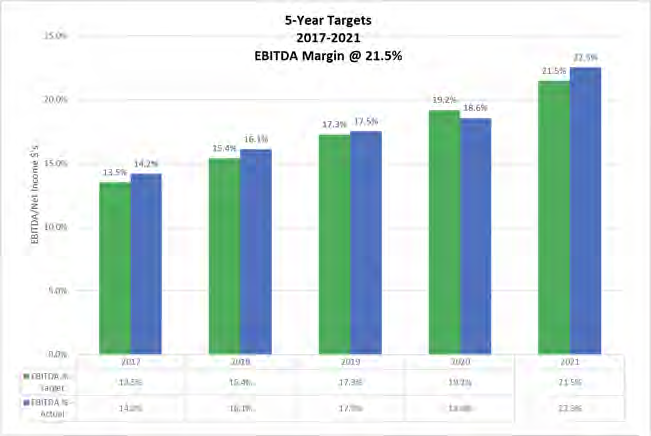 5-Year Targets
2017-2021
EBITDA Margin @ 21.5%
25.0%
20.0%
15.0%
10.0%
5.0%
0.0%
EBITDA/Net Income $'s
13.5% 14.2%
15.4% 16.1%
17.3% 17.5%
19.2% 18.6%
21.5% 22.5%
2017 2018 2019 2020 2021
EBITDA % -
Target 13.5% 15.4% 17.3% 19.2% 21.5%
EBITDA % -
Actual 14.2% 16.1% 17.5% 18.6% 22.5%